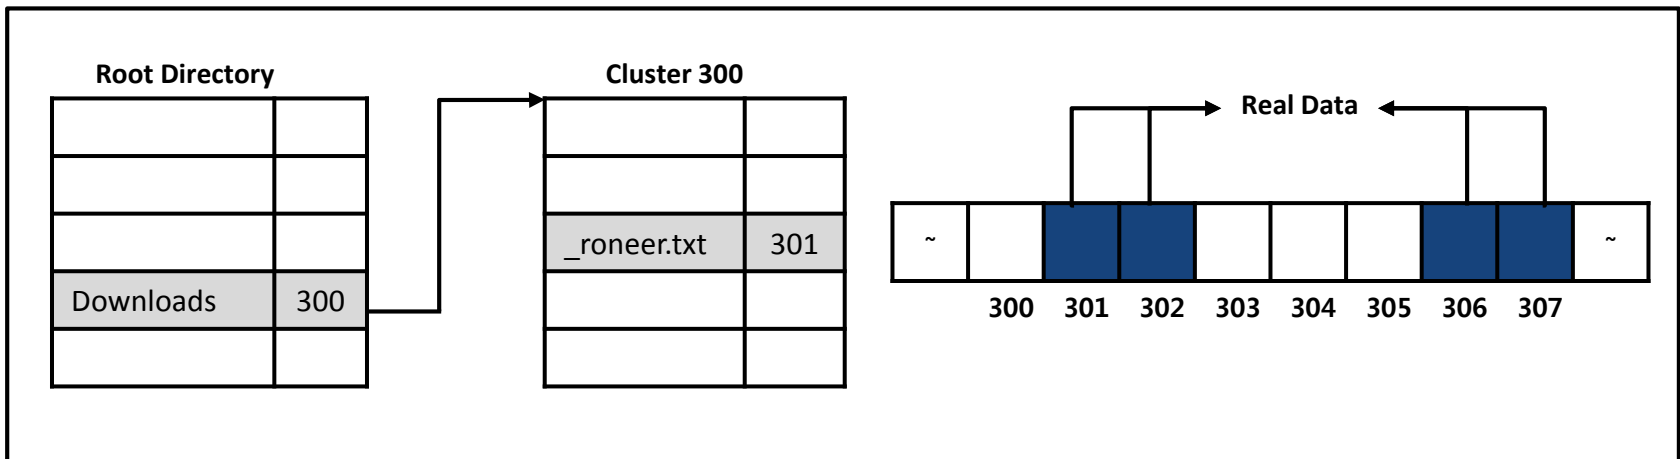 Root Directory
Downloads 300
Cluster 300
_roneer.txt 301
Real Data
~ ~
300 301 302 303 304 305 306 307